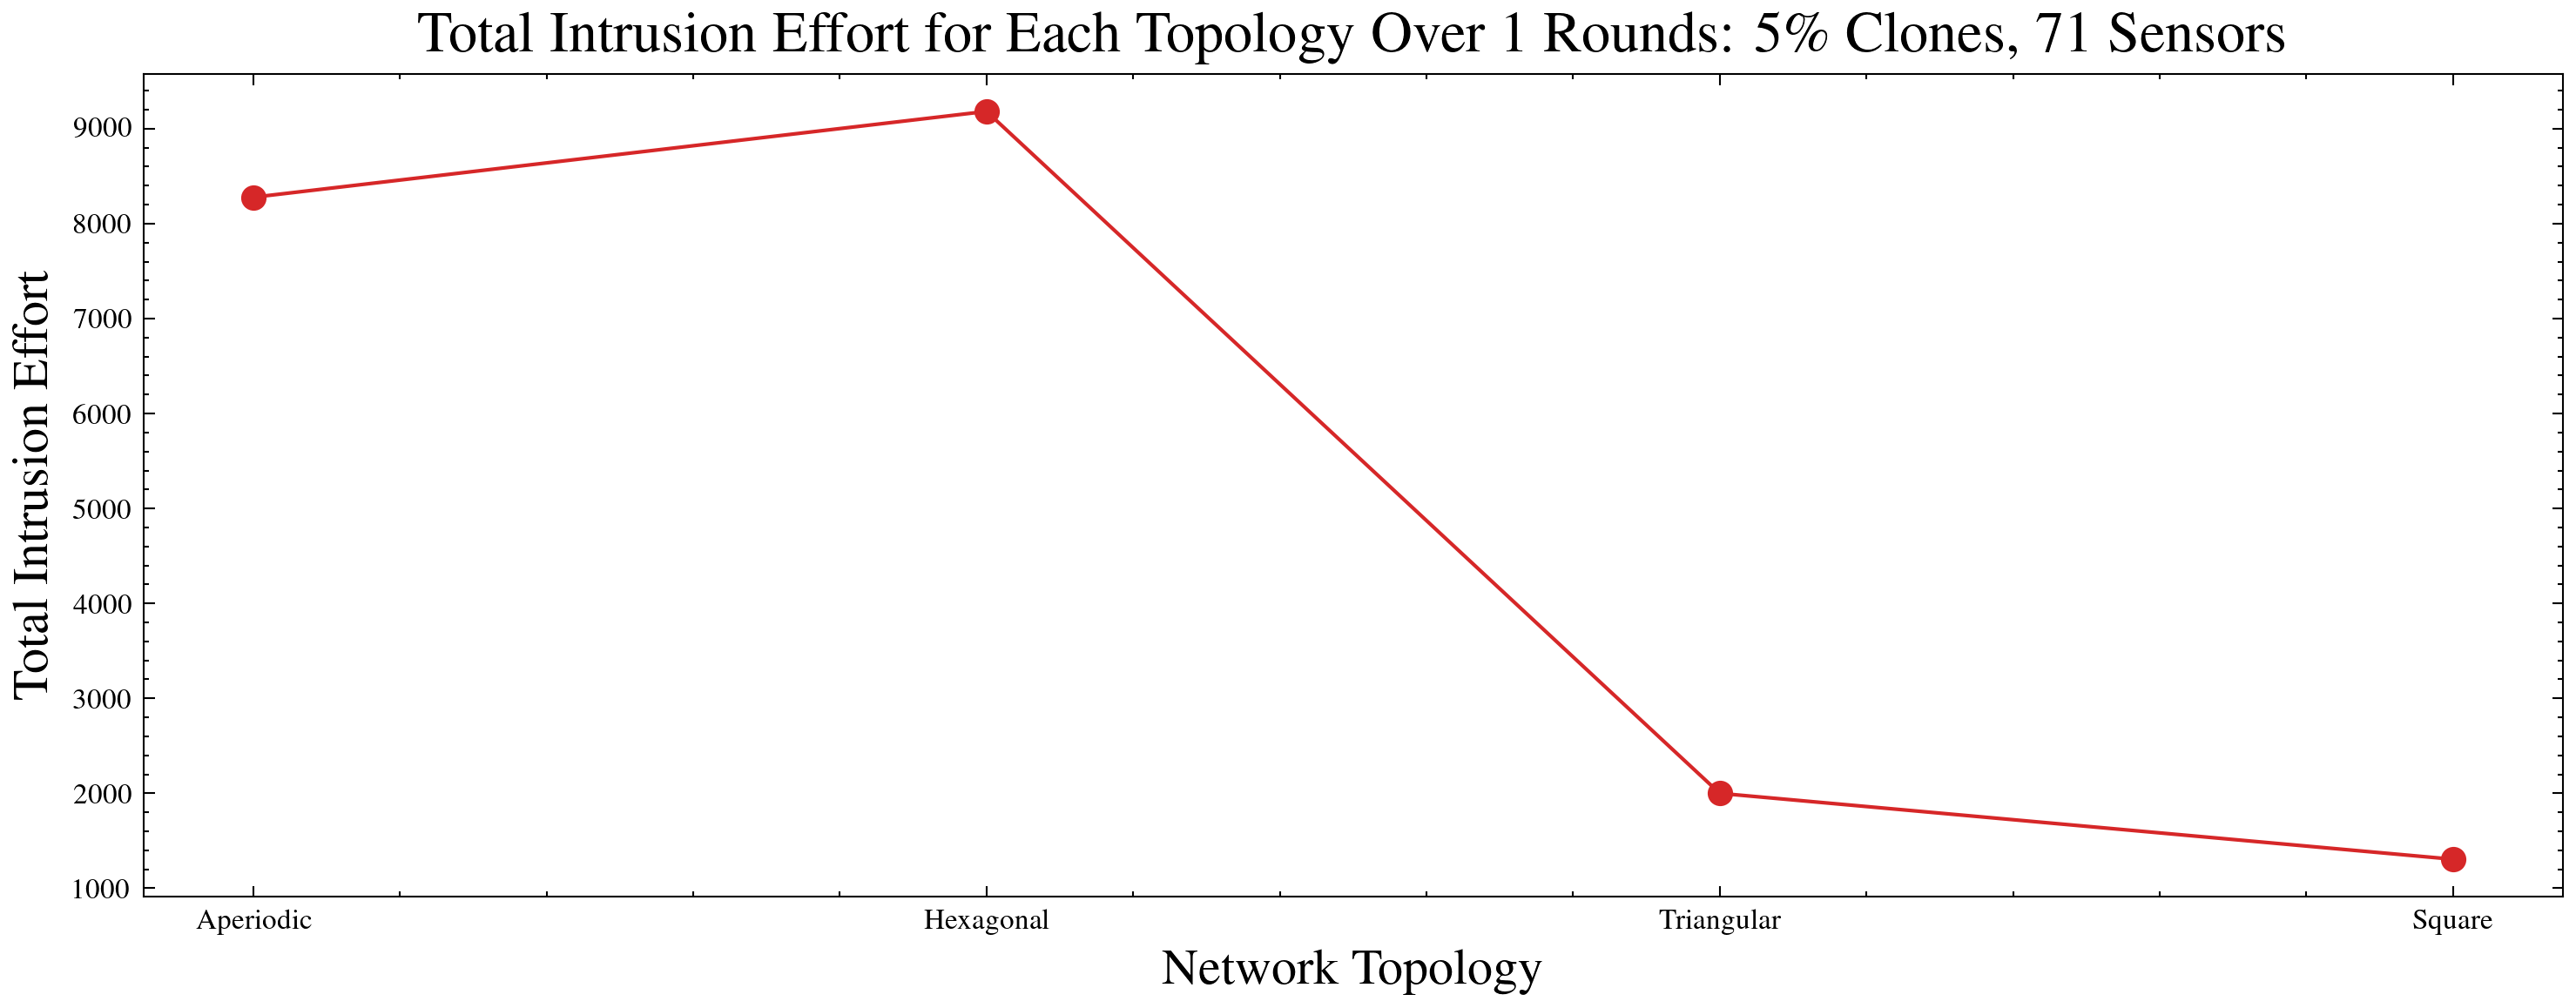 Total Intrusion Effort for Each Topology Over 1 Rounds: 5% Clones, 71 Sensors
Total Intrusion Effort
9000
8000
7000
6000
5000
4000
3000
2000
1000
Aperiodic
Hexagonal
Triangular
Square
Network Topology